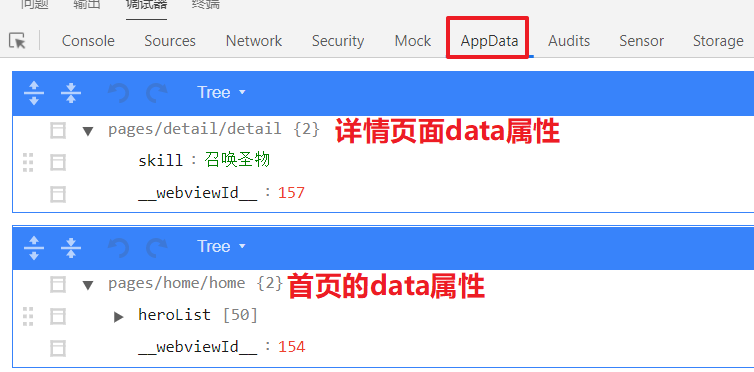 问题 输出 调试器 终端
Console Sources Network Security Mock AppData Audits Sensor Storage
Tree
pages/detail/detail {2} 详情页面data属性
skill : 召唤圣物
__webviewId__ : 157
Tree
pages/home/home {2} 首页的data属性
heroList [50]
__webviewId__ : 154